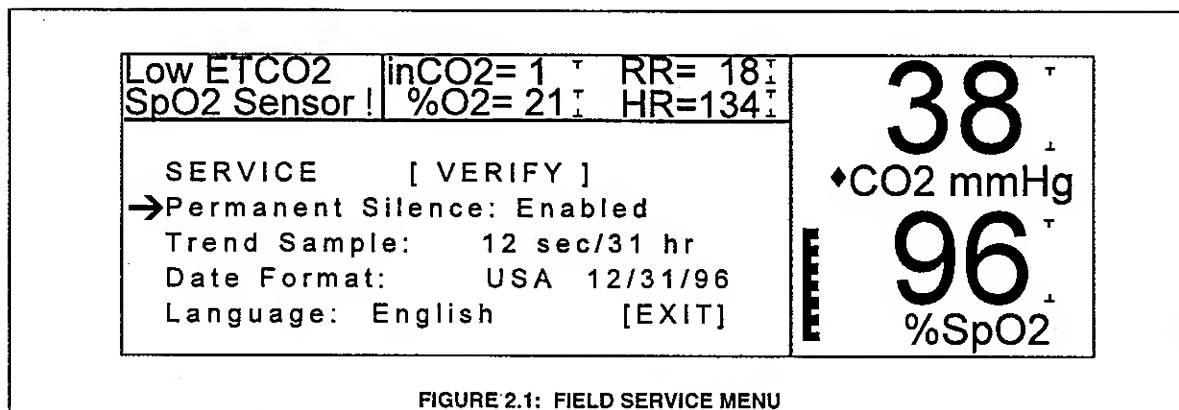 Low ETCO2
SpO2 Sensor !
inCO2= 1 RR= 18
%O2= 21 HR=134
SERVICE [ VERIFY ]
→Permanent Silence: Enabled
Trend Sample: 12 sec/31 hr
Date Format: USA 12/31/96
Language: English [EXIT]
38
♦CO2 mmHg
96
%SpO2
FIGURE 2.1: FIELD SERVICE MENU